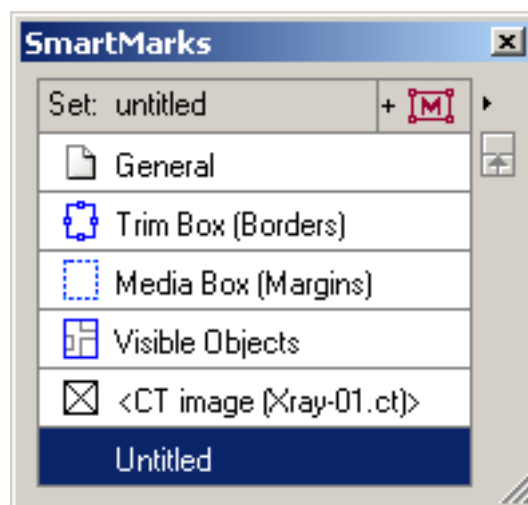 SmartMarks
Set: untitled + M
General
Trim Box (Borders)
Media Box (Margins)
Visible Objects
<CT image (Xray-01.ct)>
Untitled